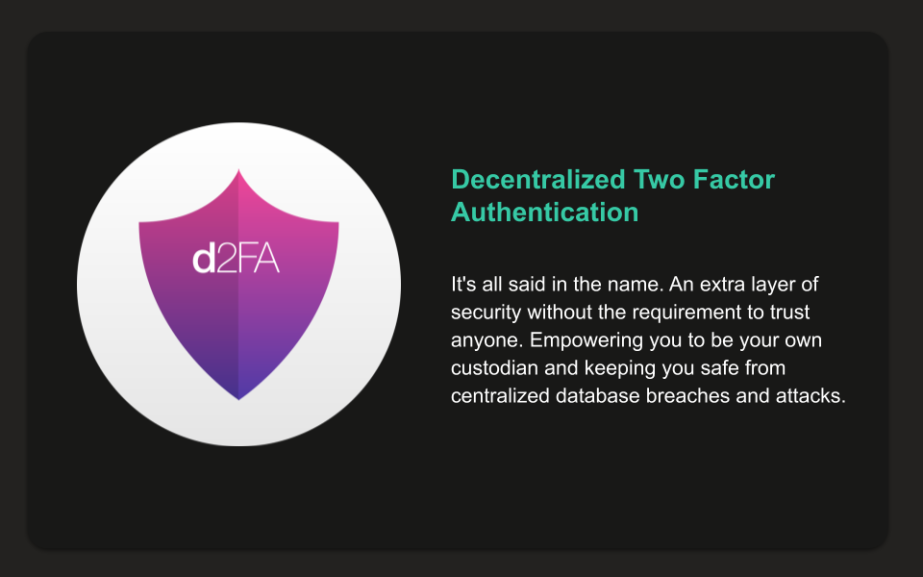 d2FA
Decentralized Two Factor
Authentication
It's all said in the name. An extra layer of
security without the requirement to trust
anyone. Empowering you to be your own
custodian and keeping you safe from
centralized database breaches and attacks.